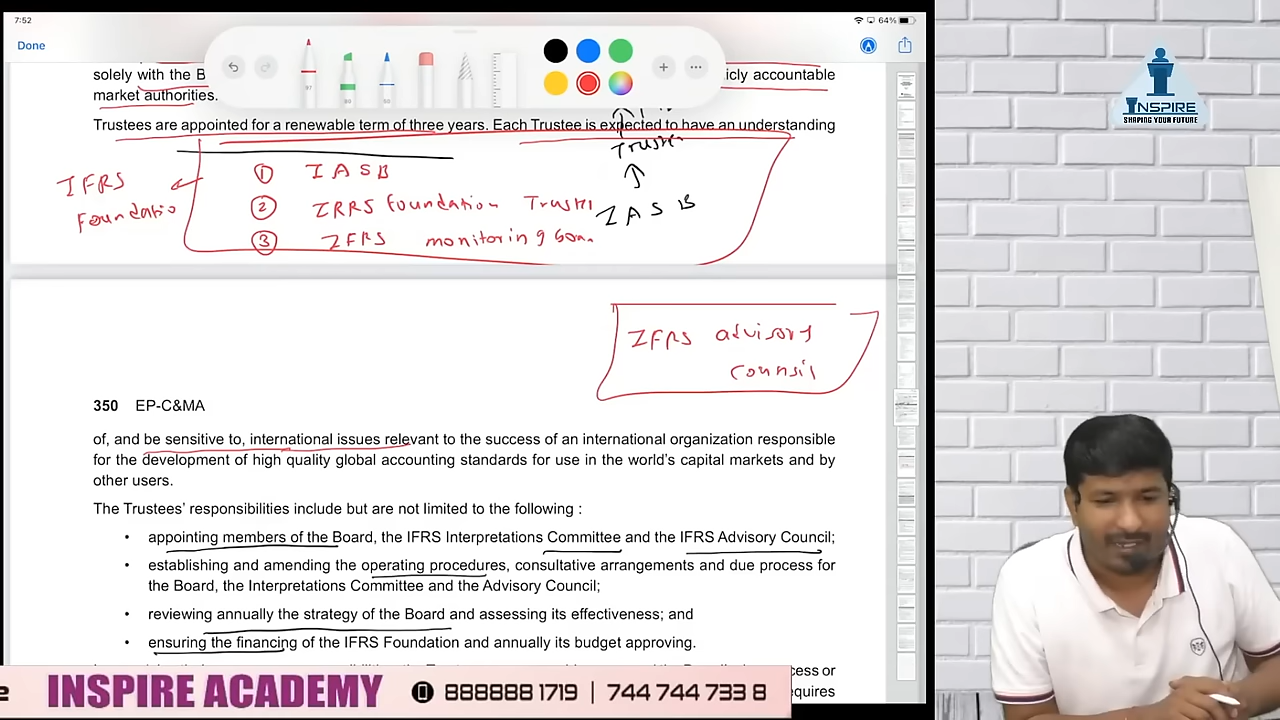 7:52
64%
Done
solely with the B
icly accountable
market authorities
Trustees are appointed for a renewable term of three years. Each Trustee is expected to have an understanding
Trustee
① IASB
IFRS
Foundatio
② IRRS foundation Truste
IASB
③ IFRS monitoring
IFRS advisory
counsil
350 EP-C&MA
of, and be sensitive to, international issues relevant to the success of an international organization responsible
for the development of high quality global accounting standards for use in the world's capital markets and by
other users.
The Trustees' responsibilities include but are not limited to the following :
• appointing members of the Board, the IFRS Interpretations Committee and the IFRS Advisory Council;
• establishing and amending the operating procedures, consultative arrangements and due process for
the Board, the Interpretations Committee and the Advisory Council;
• reviewing annually the strategy of the Board and assessing its effectiveness; and
• ensuring the financing of the IFRS Foundation and annually its budget approving.
cess or
equires
INSPIRE ACADEMY 888888 1719 | 744 744 733 8
INSPIRE
SHAPING YOUR FUTURE